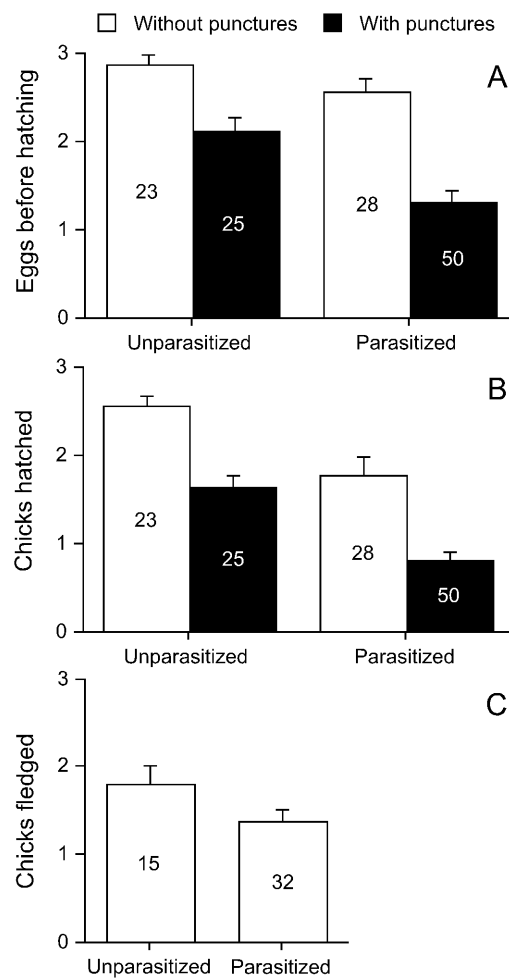 Without punctures With punctures
A
Eggs before hatching
3
2
1
0
23
25
28
50
Unparasitized Parasitized
B
Chicks hatched
3
2
1
0
23
25
28
50
Unparasitized Parasitized
C
Chicks fledged
3
2
1
0
15
32
Unparasitized Parasitized